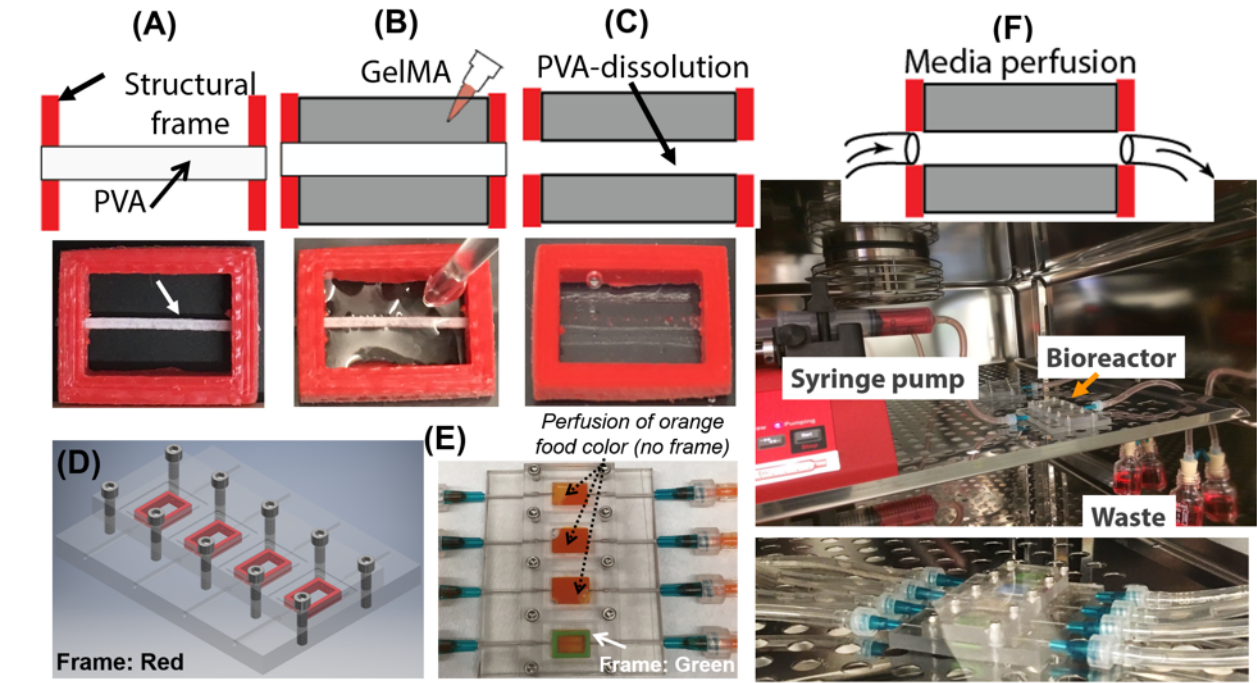 (A)
Structural
frame
PVA
(B)
GelMA
(C)
PVA-dissolution
(F)
Media perfusion
Syringe pump
Bioreactor
Waste
(D)
Frame: Red
(E)
Perfusion of orange
food color (no frame)
Frame: Green